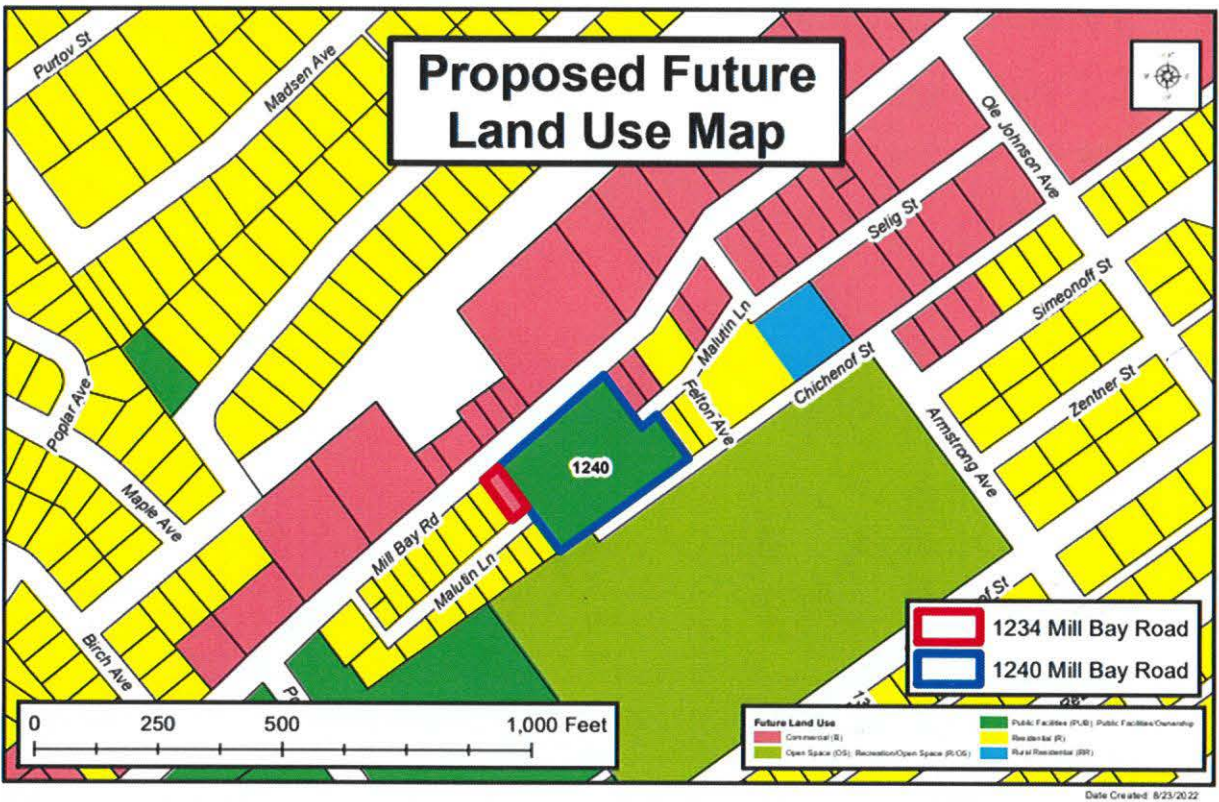 Proposed Future
Land Use Map
Purtov St
Madsen Ave
Ole Johnson Ave
Selig St
Simeonoff St
Malutin Ln
Chichenof St
Zentner St
Felton Ave
Armstrong Ave
Poplar Ave
Maple Ave
1240
Mill Bay Rd
Malutin Ln
Birch Ave
of St
1234 Mill Bay Road
1240 Mill Bay Road
0 250 500 1,000 Feet
Future Land Use
Commercial (B)
Open Space (OS); Recreation/Open Space (R/OS)
Public Facilities (PUB); Public Facilities/Ownership
Residential (R)
Rural Residential (RR)
Date Created: 8/23/2022